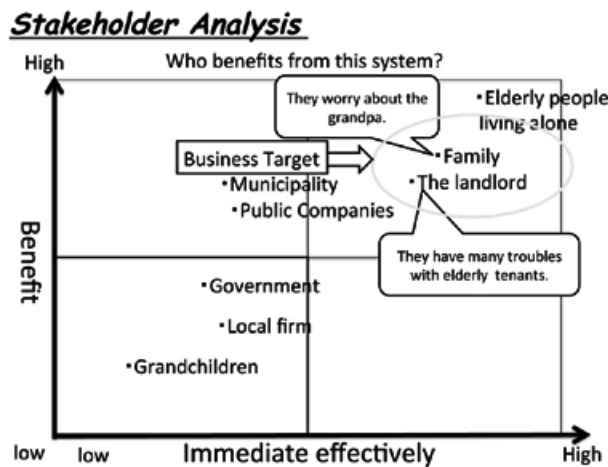 Stakeholder Analysis
High
Who benefits from this system?
They worry about the
grandpa.
・Elderly people
living alone
Business Target
・Family
・Municipality
・The landlord
・Public Companies
Benefit
They have many troubles
with elderly tenants.
・Government
・Local firm
・Grandchildren
low
low
Immediate effectively
High